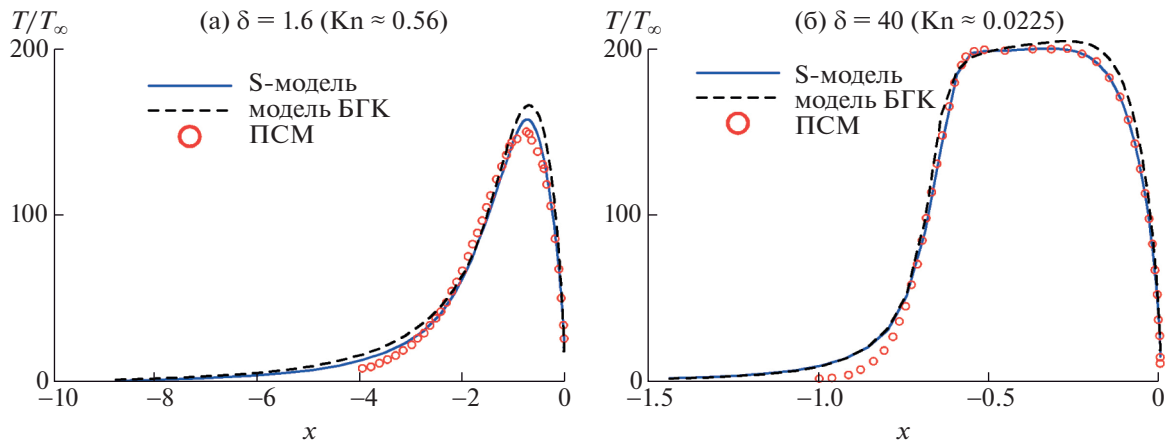 T/T∞ (а) δ = 1.6 (Kn ≈ 0.56)
200
S-модель
модель БГК
ПСМ
100
0
−10 −8 −6 −4 −2 0
x
T/T∞ (б) δ = 40 (Kn ≈ 0.0225)
200
S-модель
модель БГК
ПСМ
100
0
−1.5 −1.0 −0.5 0
x